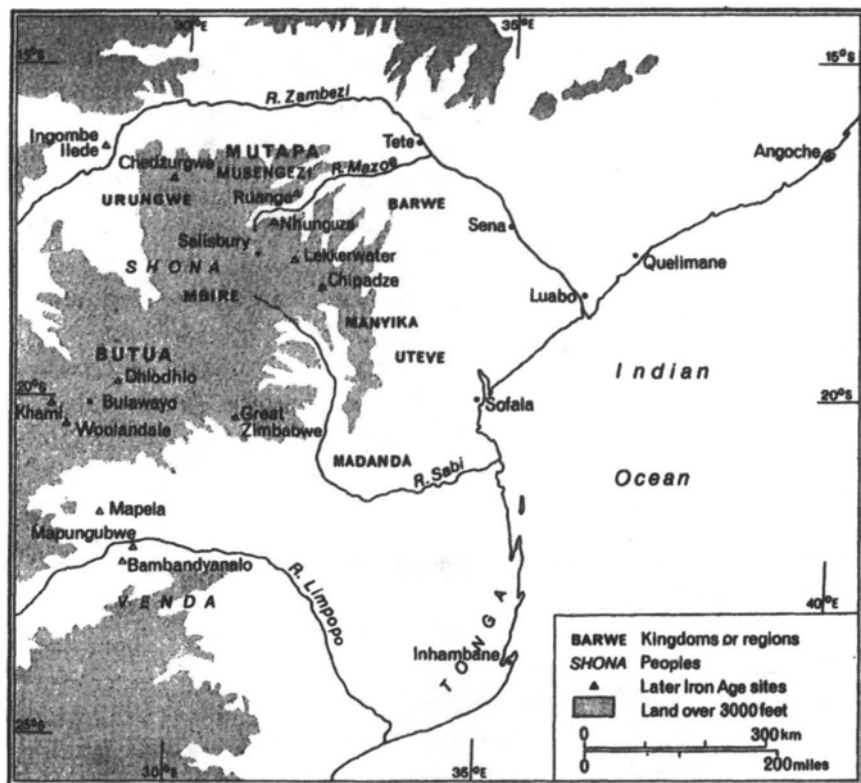 30°E
35°E
15°S
15°S
R. Zambezi
Ingombe
Ilede
Tete
MUTAPA
Chedzurgwe
MUSENGEZI
R. Mazoe
Angoche
Ruanga
URUNGWE
BARWE
Nhunguza
Sena
Salisbury
Quelimane
SHONA
Lekkerwater
Chipadze
Luabo
MBIRE
MANYIKA
BUTUA
UTEVE
Indian
Dhlodhlo
20°S
20°S
Khami
Bulawayo
Sofala
Great
Zimbabwe
Woolandale
MADANDA
R. Sabi
Ocean
Mapela
Mapungubwe
Bambandyanalo
R. Limpopo
VENDA
40°E
TONGA
Inhambane
BARWE Kingdoms or regions
SHONA Peoples
Later Iron Age sites
Land over 3000 feet
0 300 km
0 200 miles
25°S
30°E
35°E